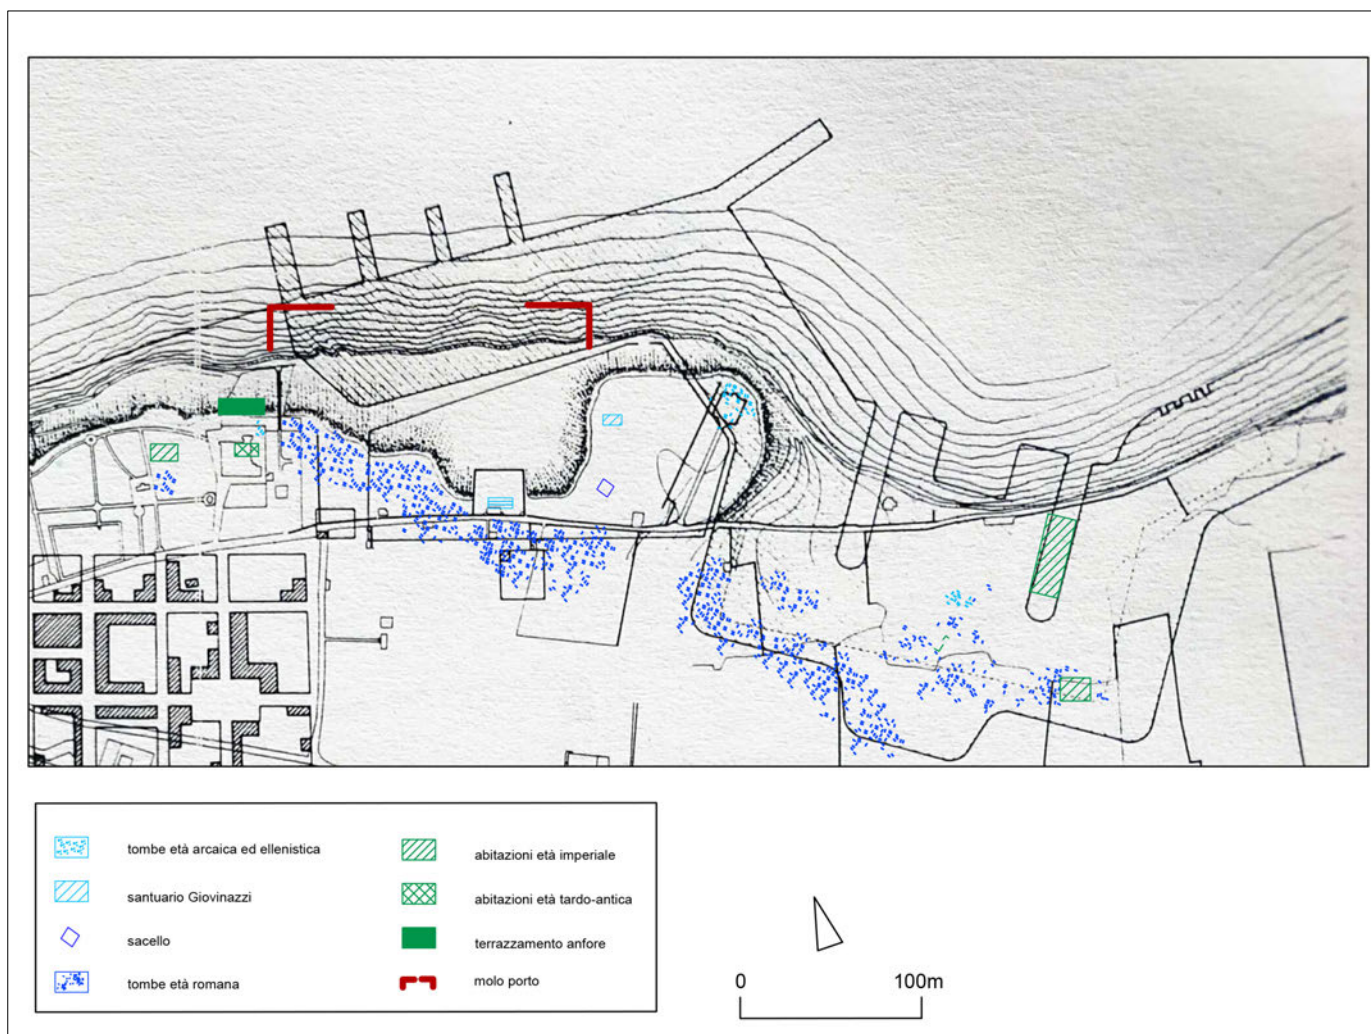 tombe età arcaica ed ellenistica
santuario Giovinazzi
sacello
tombe età romana
abitazioni età imperiale
abitazioni età tardo-antica
terrazzamento anfore
molo porto
0
100m